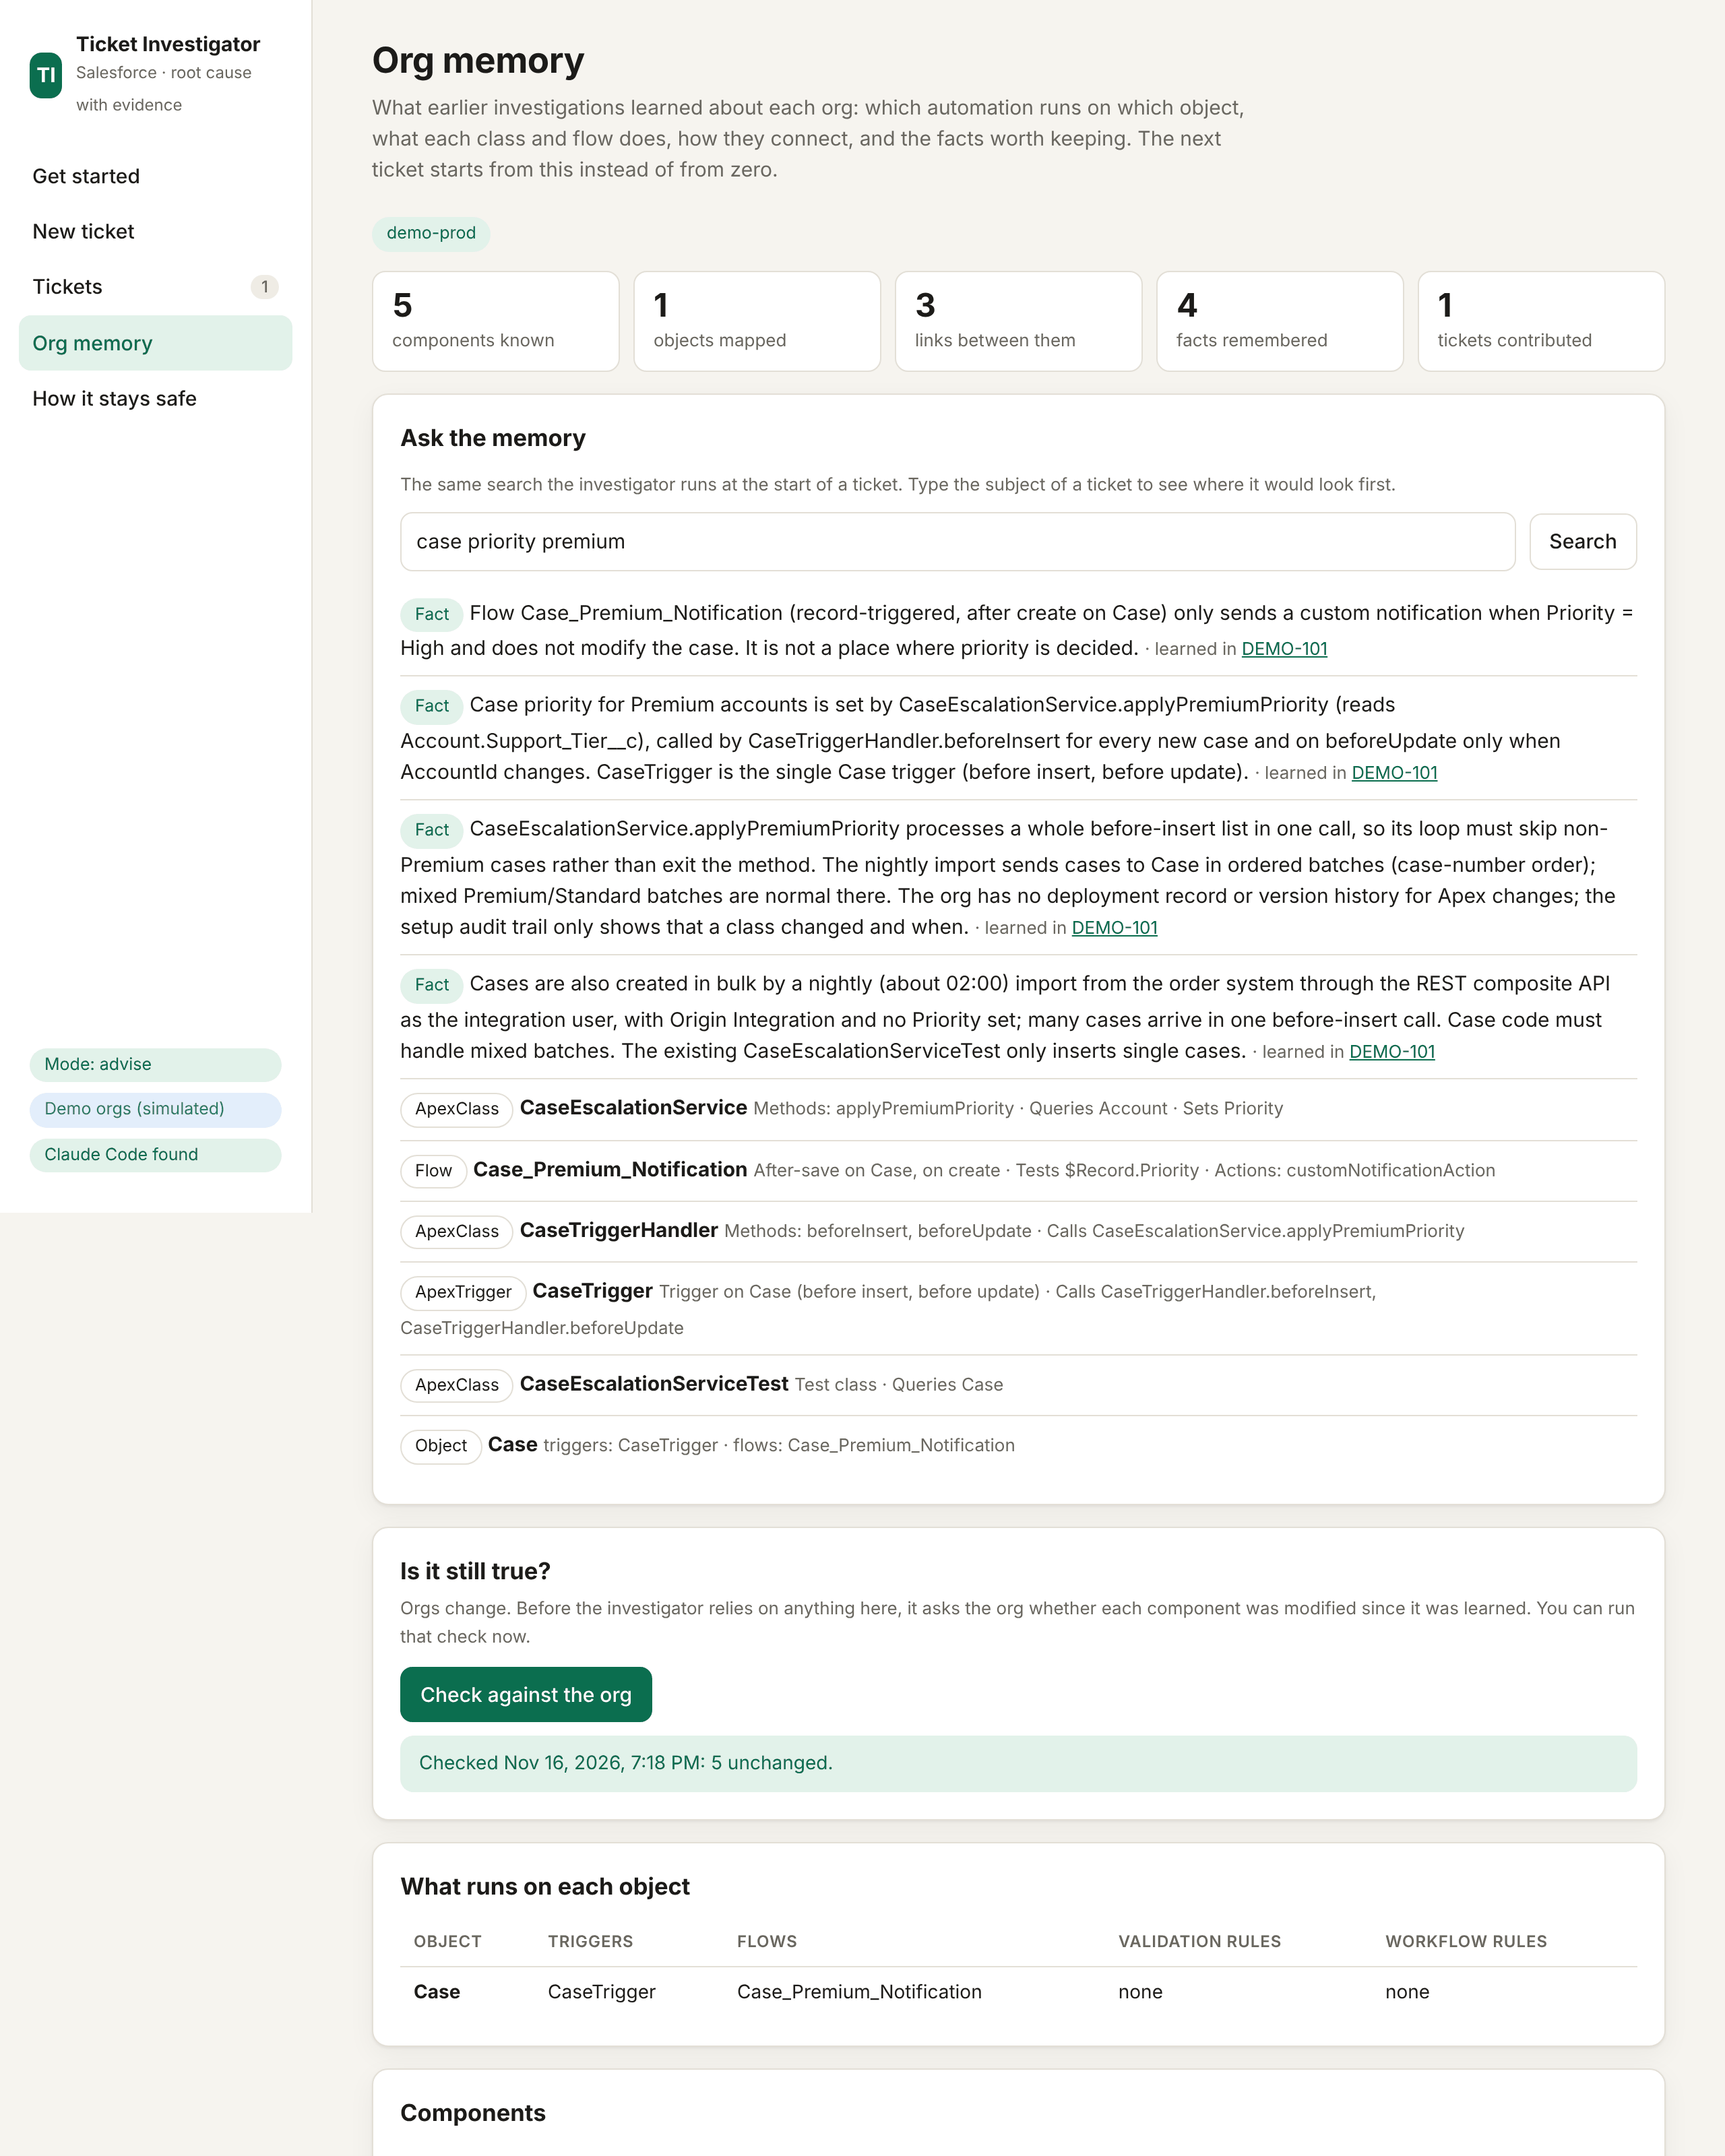 TI
Ticket Investigator
Salesforce · root cause
with evidence
Get started
New ticket
Tickets 1
Org memory
How it stays safe
Mode: advise
Demo orgs (simulated)
Claude Code found
Org memory
What earlier investigations learned about each org: which automation runs on which object,
what each class and flow does, how they connect, and the facts worth keeping. The next
ticket starts from this instead of from zero.
demo-prod
5
components known
1
objects mapped
3
links between them
4
facts remembered
1
tickets contributed
Ask the memory
The same search the investigator runs at the start of a ticket. Type the subject of a ticket to see where it would look first.
case priority premium
Search
Fact Flow Case_Premium_Notification (record-triggered, after create on Case) only sends a custom notification when Priority =
High and does not modify the case. It is not a place where priority is decided. · learned in DEMO-101
Fact Case priority for Premium accounts is set by CaseEscalationService.applyPremiumPriority (reads
Account.Support_Tier__c), called by CaseTriggerHandler.beforeInsert for every new case and on beforeUpdate only when
AccountId changes. CaseTrigger is the single Case trigger (before insert, before update). · learned in DEMO-101
Fact CaseEscalationService.applyPremiumPriority processes a whole before-insert list in one call, so its loop must skip non-
Premium cases rather than exit the method. The nightly import sends cases to Case in ordered batches (case-number order);
mixed Premium/Standard batches are normal there. The org has no deployment record or version history for Apex changes; the
setup audit trail only shows that a class changed and when. · learned in DEMO-101
Fact Cases are also created in bulk by a nightly (about 02:00) import from the order system through the REST composite API
as the integration user, with Origin Integration and no Priority set; many cases arrive in one before-insert call. Case code must
handle mixed batches. The existing CaseEscalationServiceTest only inserts single cases. · learned in DEMO-101
ApexClass CaseEscalationService Methods: applyPremiumPriority · Queries Account · Sets Priority
Flow Case_Premium_Notification After-save on Case, on create · Tests $Record.Priority · Actions: customNotificationAction
ApexClass CaseTriggerHandler Methods: beforeInsert, beforeUpdate · Calls CaseEscalationService.applyPremiumPriority
ApexTrigger CaseTrigger Trigger on Case (before insert, before update) · Calls CaseTriggerHandler.beforeInsert,
CaseTriggerHandler.beforeUpdate
ApexClass CaseEscalationServiceTest Test class · Queries Case
Object Case triggers: CaseTrigger · flows: Case_Premium_Notification
Is it still true?
Orgs change. Before the investigator relies on anything here, it asks the org whether each component was modified since it was learned. You can run
that check now.
Check against the org
Checked Nov 16, 2026, 7:18 PM: 5 unchanged.
What runs on each object
OBJECT TRIGGERS FLOWS VALIDATION RULES WORKFLOW RULES
Case CaseTrigger Case_Premium_Notification none none
Components